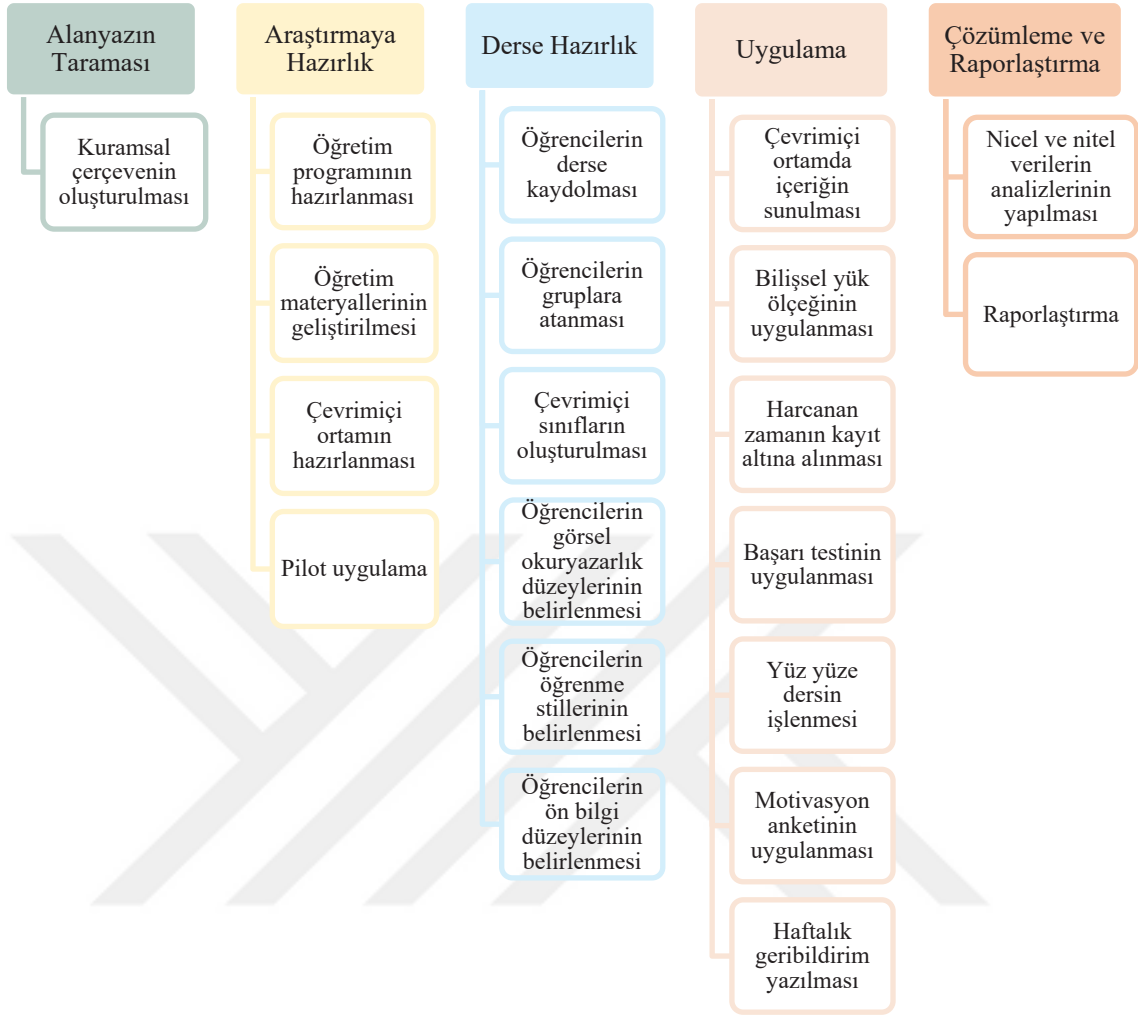 Alanyazın
Taraması
Kuramsal
çerçevenin
oluşturulması
Araştırmaya
Hazırlık
Öğretim
programının
hazırlanması
Öğretim
materyallerinin
geliştirilmesi
Çevrimiçi
ortamın
hazırlanması
Pilot uygulama
Derse Hazırlık
Öğrencilerin
derse
kaydolması
Öğrencilerin
gruplara
atanması
Çevrimiçi
sınıfların
oluşturulması
Öğrencilerin
görsel
okuryazarlık
düzeylerinin
belirlenmesi
Öğrencilerin
öğrenme
stillerinin
belirlenmesi
Öğrencilerin
ön bilgi
düzeylerinin
belirlenmesi
Uygulama
Çevrimiçi
ortamda
içeriğin
sunulması
Bilişsel yük
ölçeğinin
uygulanması
Harcanan
zamanın kayıt
altına alınması
Başarı testinin
uygulanması
Yüz yüze
dersin
işlenmesi
Motivasyon
anketinin
uygulanması
Haftalık
geribildirim
yazılması
Çözümleme ve
Raporlaştırma
Nicel ve nitel
verilerin
analizlerinin
yapılması
Raporlaştırma